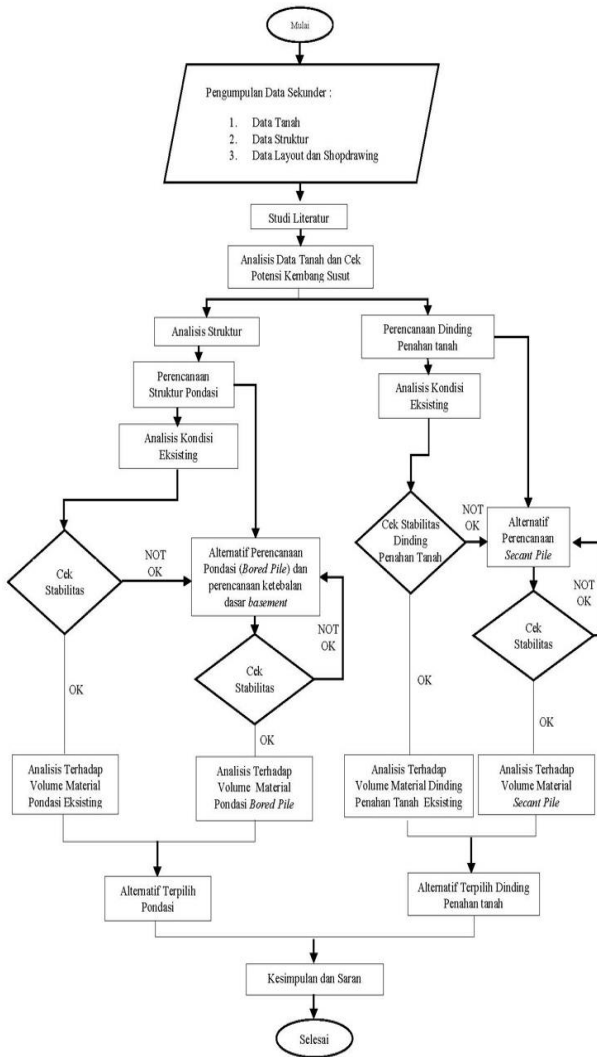 Mulai
Pengumpulan Data Sekunder :
1. Data Tanah
2. Data Struktur
3. Data Layout dan Shopdrawing
Studi Literatur
Analisis Data Tanah dan Cek
Potensi Kembang Susut
Analisis Struktur
Perencanaan
Struktur Pondasi
Analisis Kondisi
Eksisting
Cek
Stabilitas
NOT
OK
Alternatif Perencanaan
Pondasi (Bored Pile) dan
perencanaan ketebalan
dasar basement
NOT
OK
Cek
Stabilitas
OK
OK
Analisis Terhadap
Volume Material
Pondasi Eksisting
Analisis Terhadap
Volume Material
Pondasi Bored Pile
Alternatif Terpilih
Pondasi
Perencanaan Dinding
Penahan tanah
Analisis Kondisi
Eksisting
Cek Stabilitas
Dinding
Penahan Tanah
NOT
OK
Alternatif
Perencanaan
Secant Pile
NOT
OK
Cek
Stabilitas
OK
OK
Analisis Terhadap
Volume Material Dinding
Penahan Tanah Eksisting
Analisis Terhadap
Volume Material
Secant Pile
Alternatif Terpilih Dinding
Penahan tanah
Kesimpulan dan Saran
Selesai